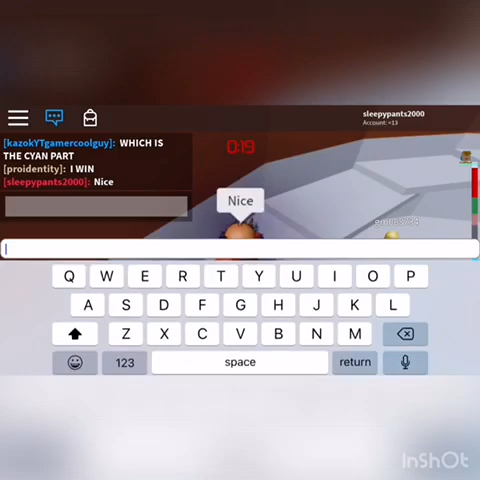 sleepypants2000
Account: <13
[kazokYTgamercoolguy]: WHICH IS
THE CYAN PART
[proidentity]: I WIN
[sleepypants2000]: Nice
0:19
Nice
Q W E R T Y U I O P
A S D F G H J K L
Z X C V B N M
123 space return
InShOt